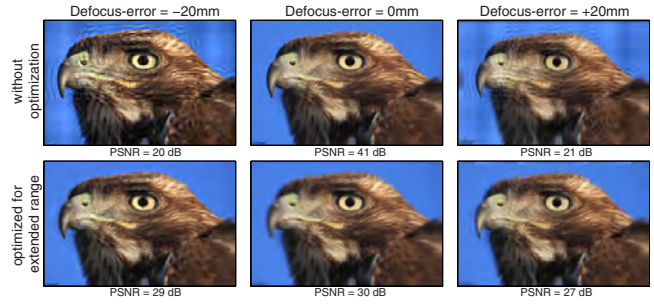 Defocus-error = −20mm
Defocus-error = 0mm
Defocus-error = +20mm
without
optimization
PSNR = 20 dB
PSNR = 41 dB
PSNR = 21 dB
optimized for
extended range
PSNR = 29 dB
PSNR = 30 dB
PSNR = 27 dB